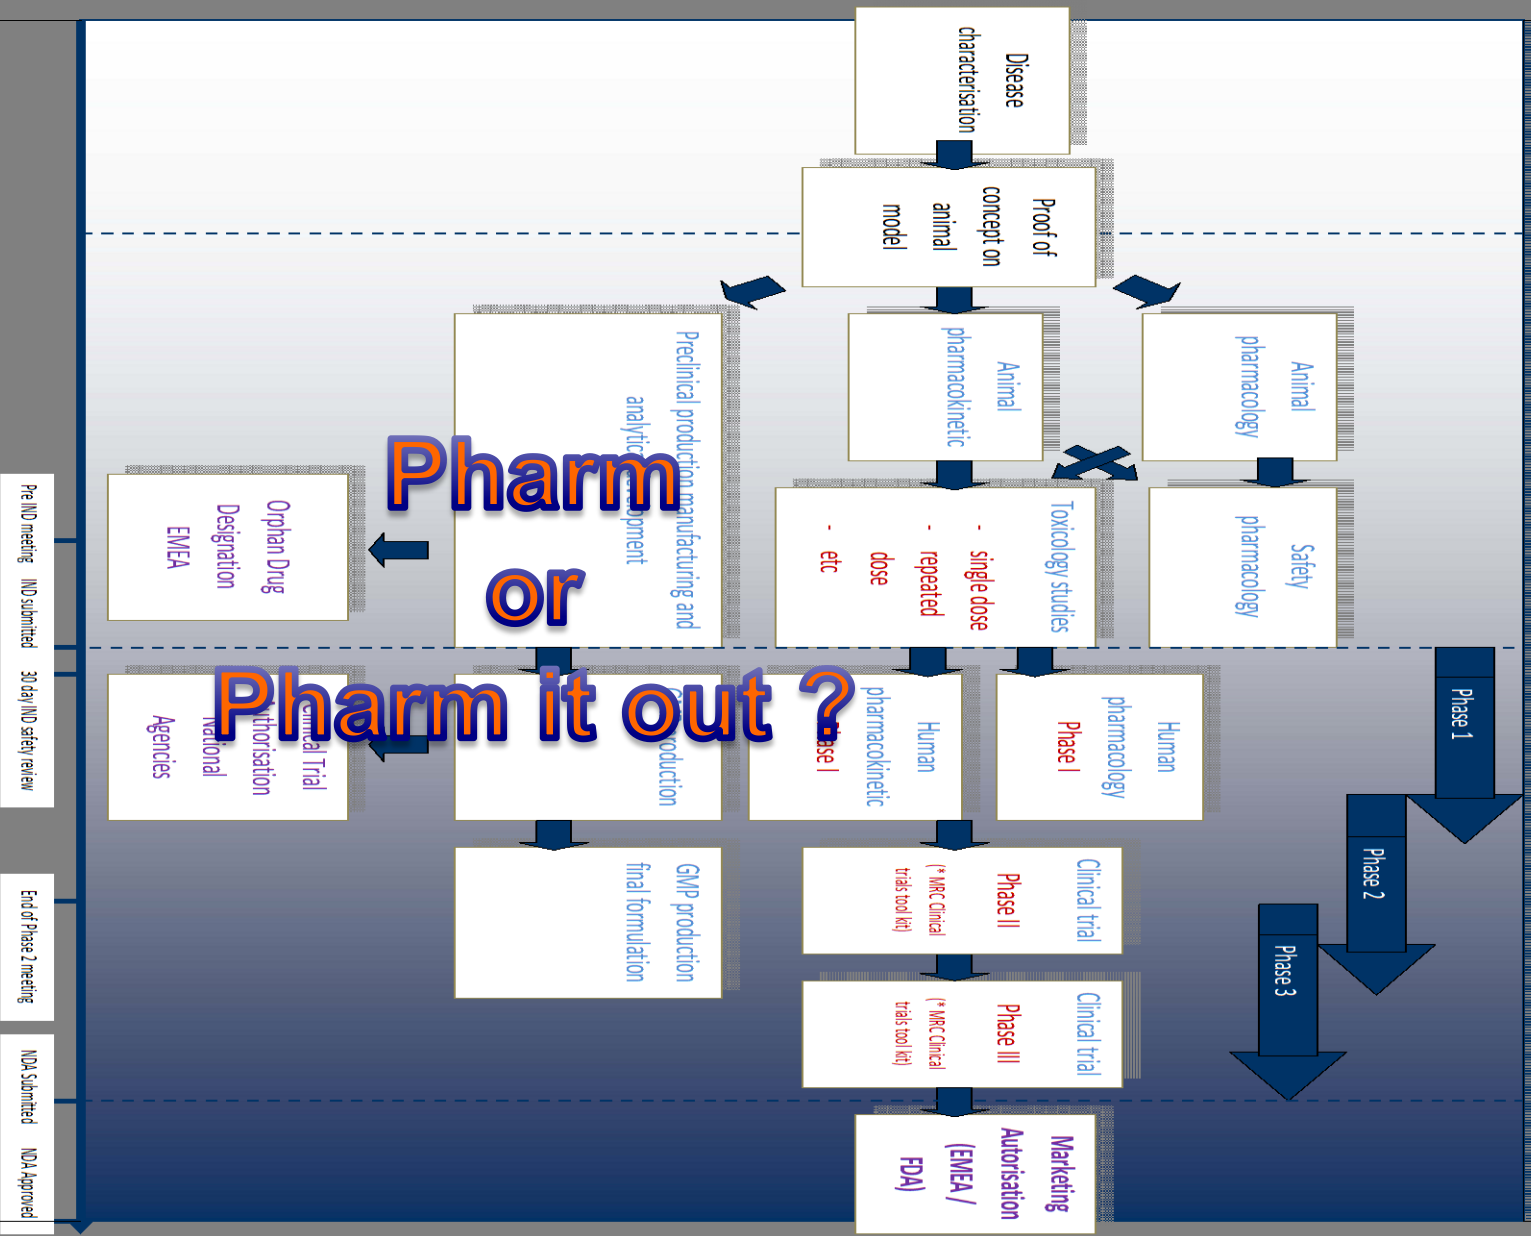 Disease
characterisation
Proof of
concept on
animal
model
Animal
pharmacology
Animal
pharmacokinetic
Preclinical production manufacturing and
Safety
pharmacology
Toxicology studies
- single dose
- repeated
dose
- etc
Orphan Drug
Designation
EMEA
Pharm
or
Pharm it out ?
Human
pharmacology
Phase I
Human
pharmacokinetic
production
Trial
National
Agencies
Clinical trial
Phase II
(* MRC Clinical
trials tool kit)
GMP production
final formulation
Clinical trial
Phase III
(* MRC Clinical
trials tool kit)
Marketing
Autorisation
(EMEA /
FDA)
Phase 1
Phase 2
Phase 3
Pre IND meeting
IND submitted
30 day IND safety review
End of Phase 2 meeting
NDA Submitted
NDA Approved